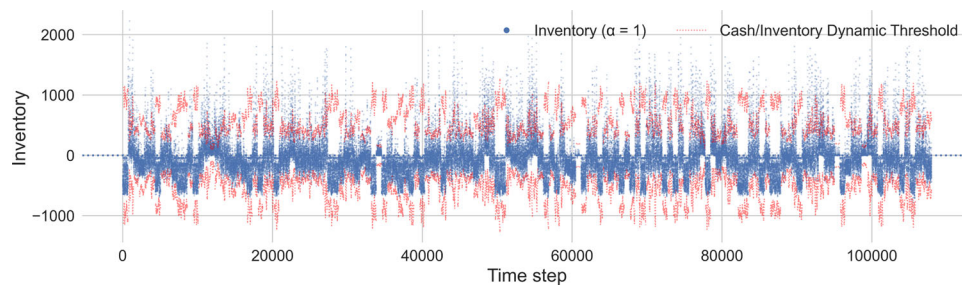 Inventory (α = 1)
Cash/Inventory Dynamic Threshold
2000
1000
0
−1000
Inventory
0
20000
40000
60000
80000
100000
Time step